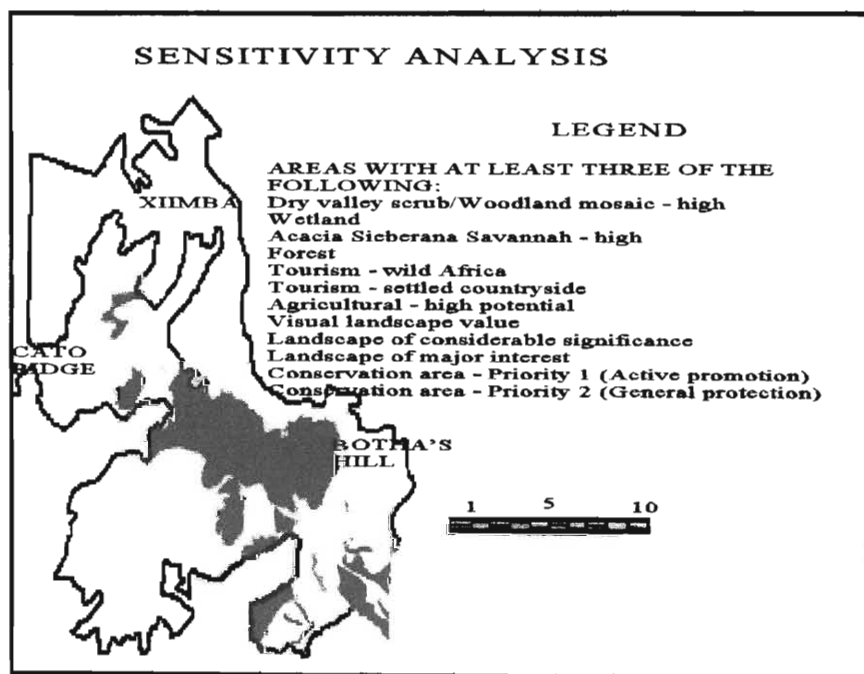 SENSITIVITY ANALYSIS
LEGEND
AREAS WITH AT LEAST THREE OF THE
FOLLOWING:
Dry valley scrub/Woodland mosaic - high
Wetland
Acacia Sieberana Savannah - high
Forest
Tourism - wild Africa
Tourism - settled countryside
Agricultural - high potential
Visual landscape value
Landscape of considerable significance
Landscape of major interest
Conservation area - Priority 1 (Active promotion)
Conservation area - Priority 2 (General protection)
XIIMBA
CATO
RIDGE
BOTHA'S
HILL
1 5 10